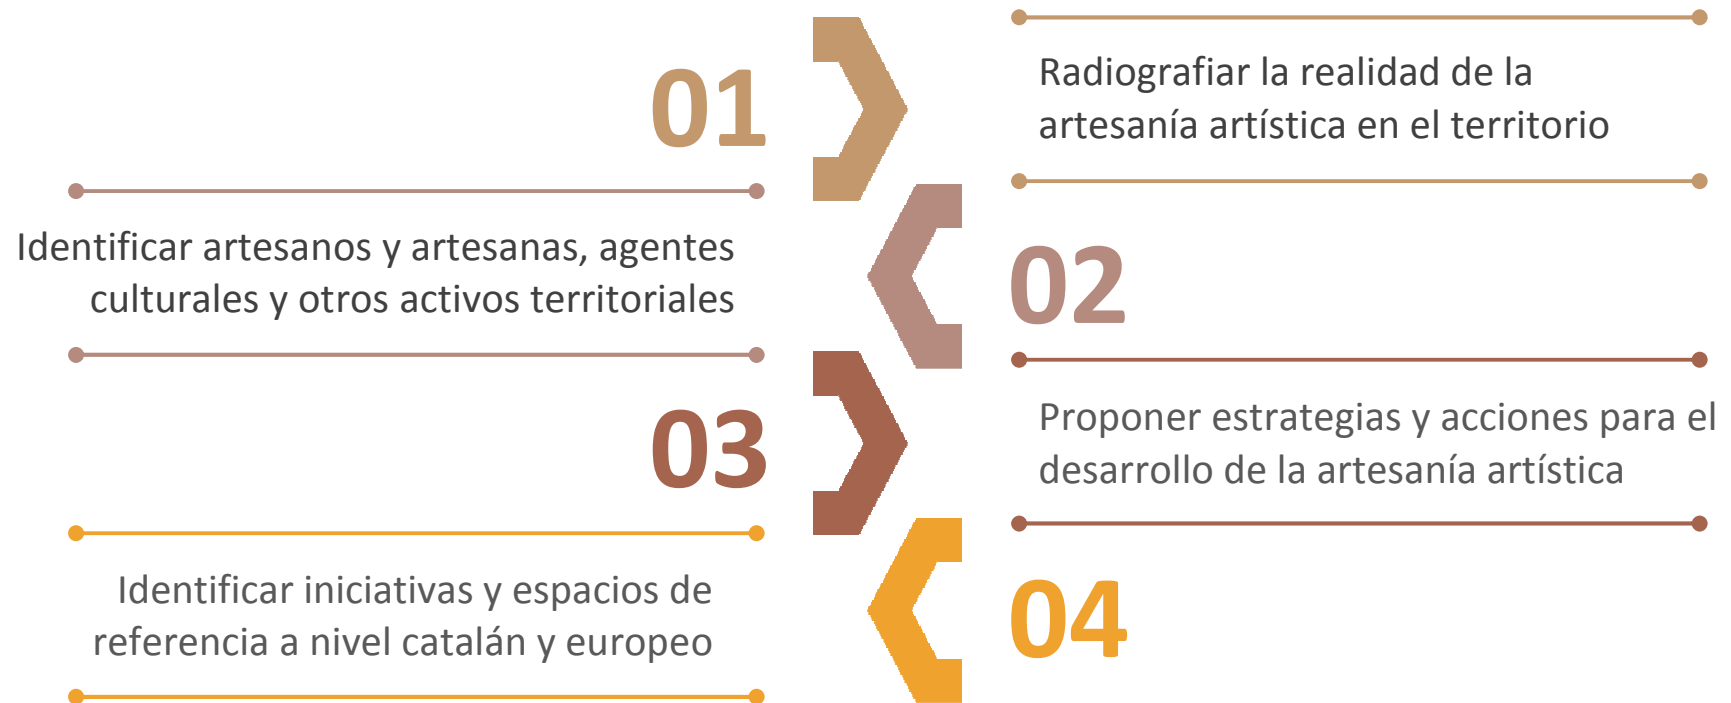 01
Radiografiar la realidad de la
artesanía artística en el territorio
Identificar artesanos y artesanas, agentes
culturales y otros activos territoriales
02
03
Proponer estrategias y acciones para el
desarrollo de la artesanía artística
Identificar iniciativas y espacios de
referencia a nivel catalán y europeo
04